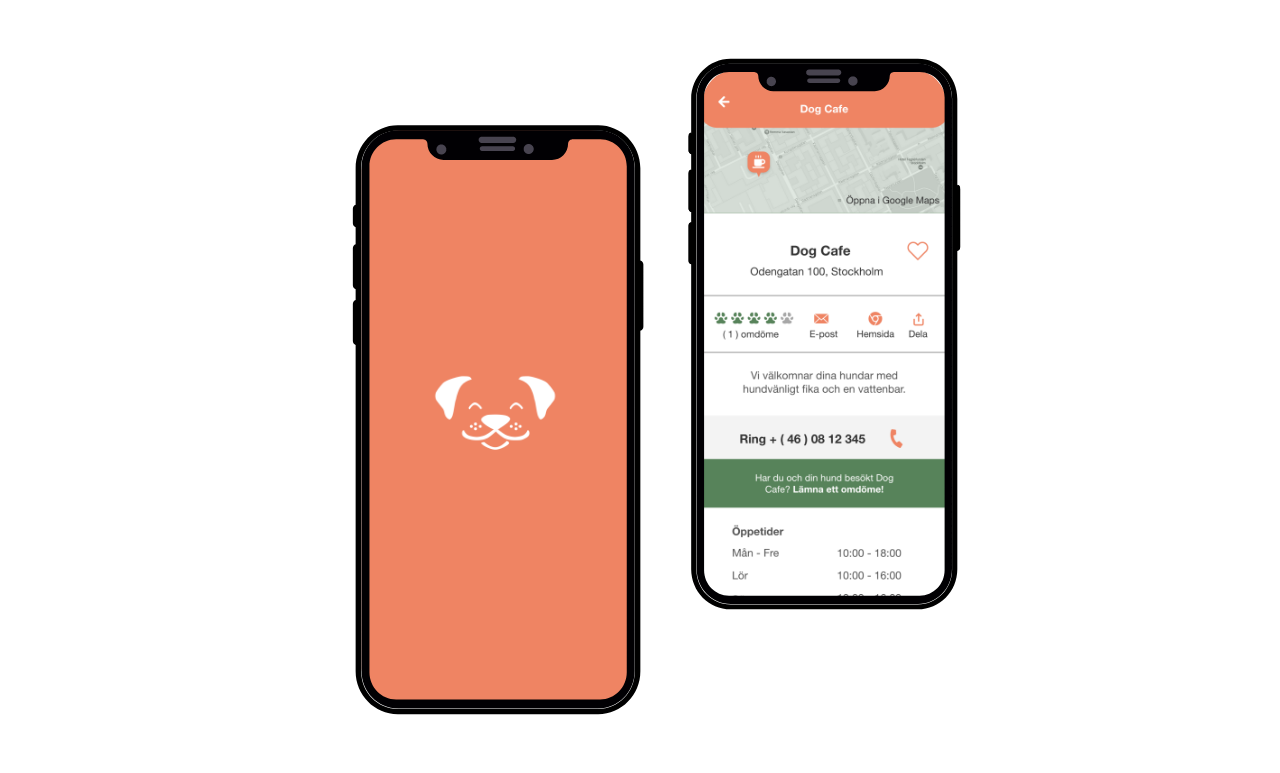 Dog Cafe
Öppna i Google Maps
Dog Cafe
Odengatan 100, Stockholm
( 1 ) omdöme
E-post
Hemsida
Dela
Vi välkomnar dina hundar med
hundvänligt fika och en vattenbar.
Ring + ( 46 ) 08 12 345
Har du och din hund besökt Dog
Cafe? Lämna ett omdöme!
Öppetider
Mån - Fre 10:00 - 18:00
Lör 10:00 - 16:00